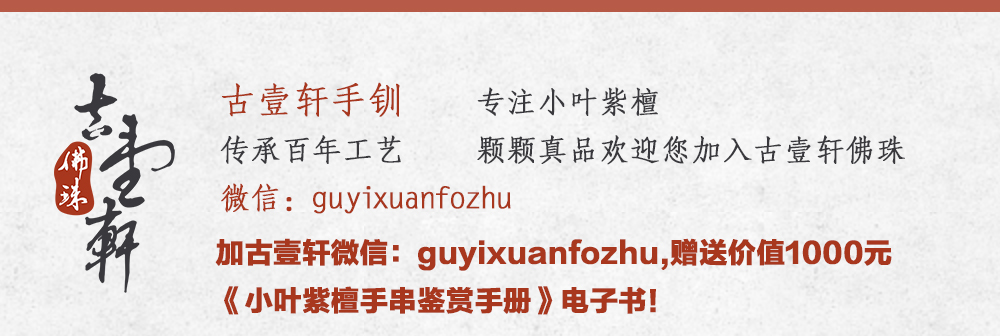 古壹軒
佛珠
古壹轩手钏 专注小叶紫檀
传承百年工艺 颗颗真品欢迎您加入古壹轩佛珠
微信：guyixuanfozhu
加古壹轩微信：guyixuanfozhu,赠送价值1000元
《小叶紫檀手串鉴赏手册》电子书!